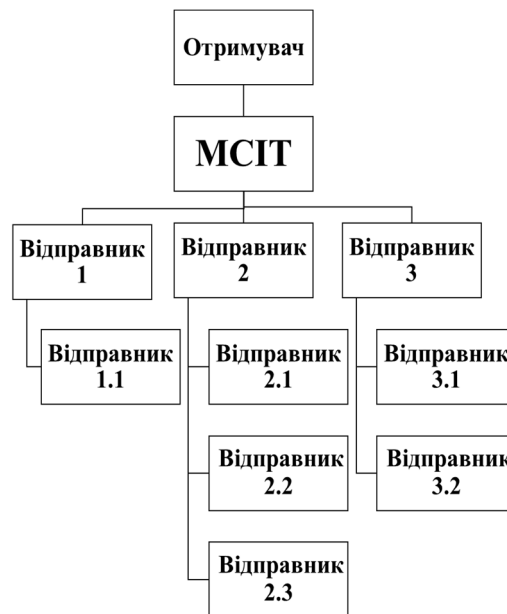 Отримувач
МСІТ
Відправник
1
Відправник
2
Відправник
3
Відправник
1.1
Відправник
2.1
Відправник
3.1
Відправник
2.2
Відправник
3.2
Відправник
2.3